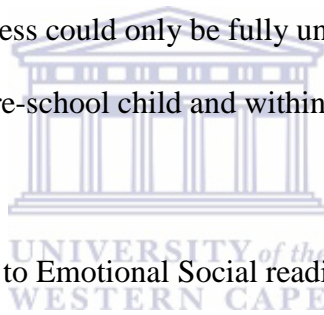 ess could only be fully un
re-school child and within
UNIVERSITY of the
to Emotional Social readi
WESTERN CAPE